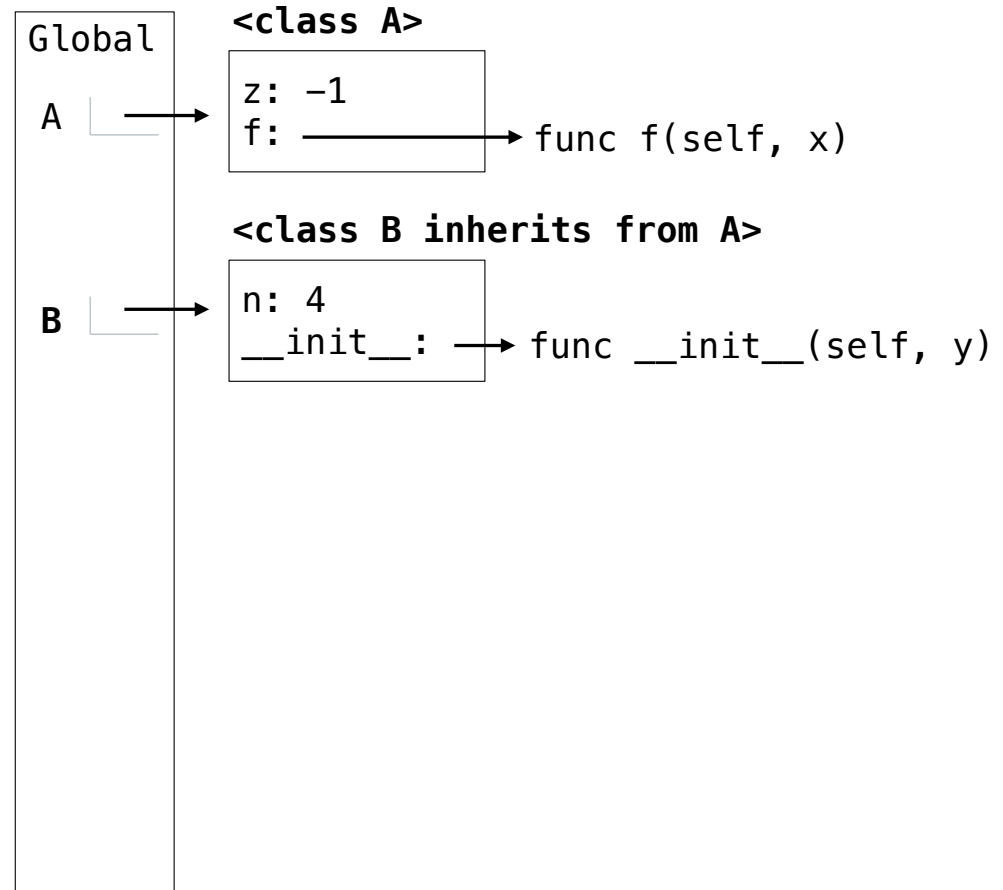 Global
<class A>
A
z: −1
f:
func f(self, x)
<class B inherits from A>
B
n: 4
__init__:
func __init__(self, y)